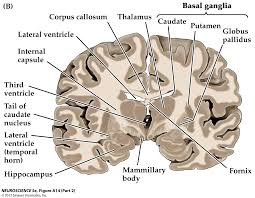 (B)
Basal ganglia
Corpus callosum
Thalamus
Caudate
Putamen
Globus
pallidus
Lateral ventricle
Internal
capsule
Third
ventricle
Tail of
caudate
nucleus
Lateral
ventricle
(temporal
horn)
Hippocampus
Mammillary
body
Fornix
NEUROSCIENCE 5e, Figure A14 (Part 2)
© 2012 Sinauer Associates, Inc.